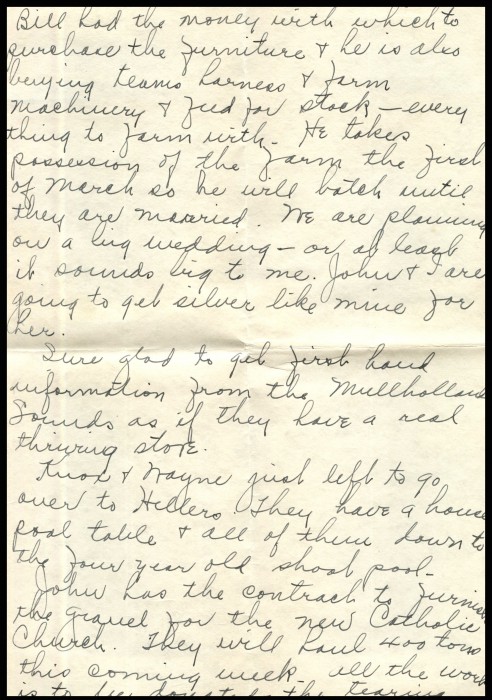 Bill had the money with which to
purchase the furniture & he is also
buying teams harness & farm
machinery & feed for stock — every
thing to farm with. He takes
possession of the farm the first
of March so he will batch until
they are married. We are planning
on a big wedding — or at least
it sounds big to me. John & I are
going to get silver like mine for
her.
Sure glad to get first hand
information from the Mullhollands
Sounds as if they have a real
thriving store.
Knox & Wayne just left to go
over to Hillers. They have a house
pool table & all of them down to
the four year old shoot pool -
John has the contract to furnish
the gravel for the new Catholic
Church. They will haul 400 tons
this coming week. All the work
is to be donated. the